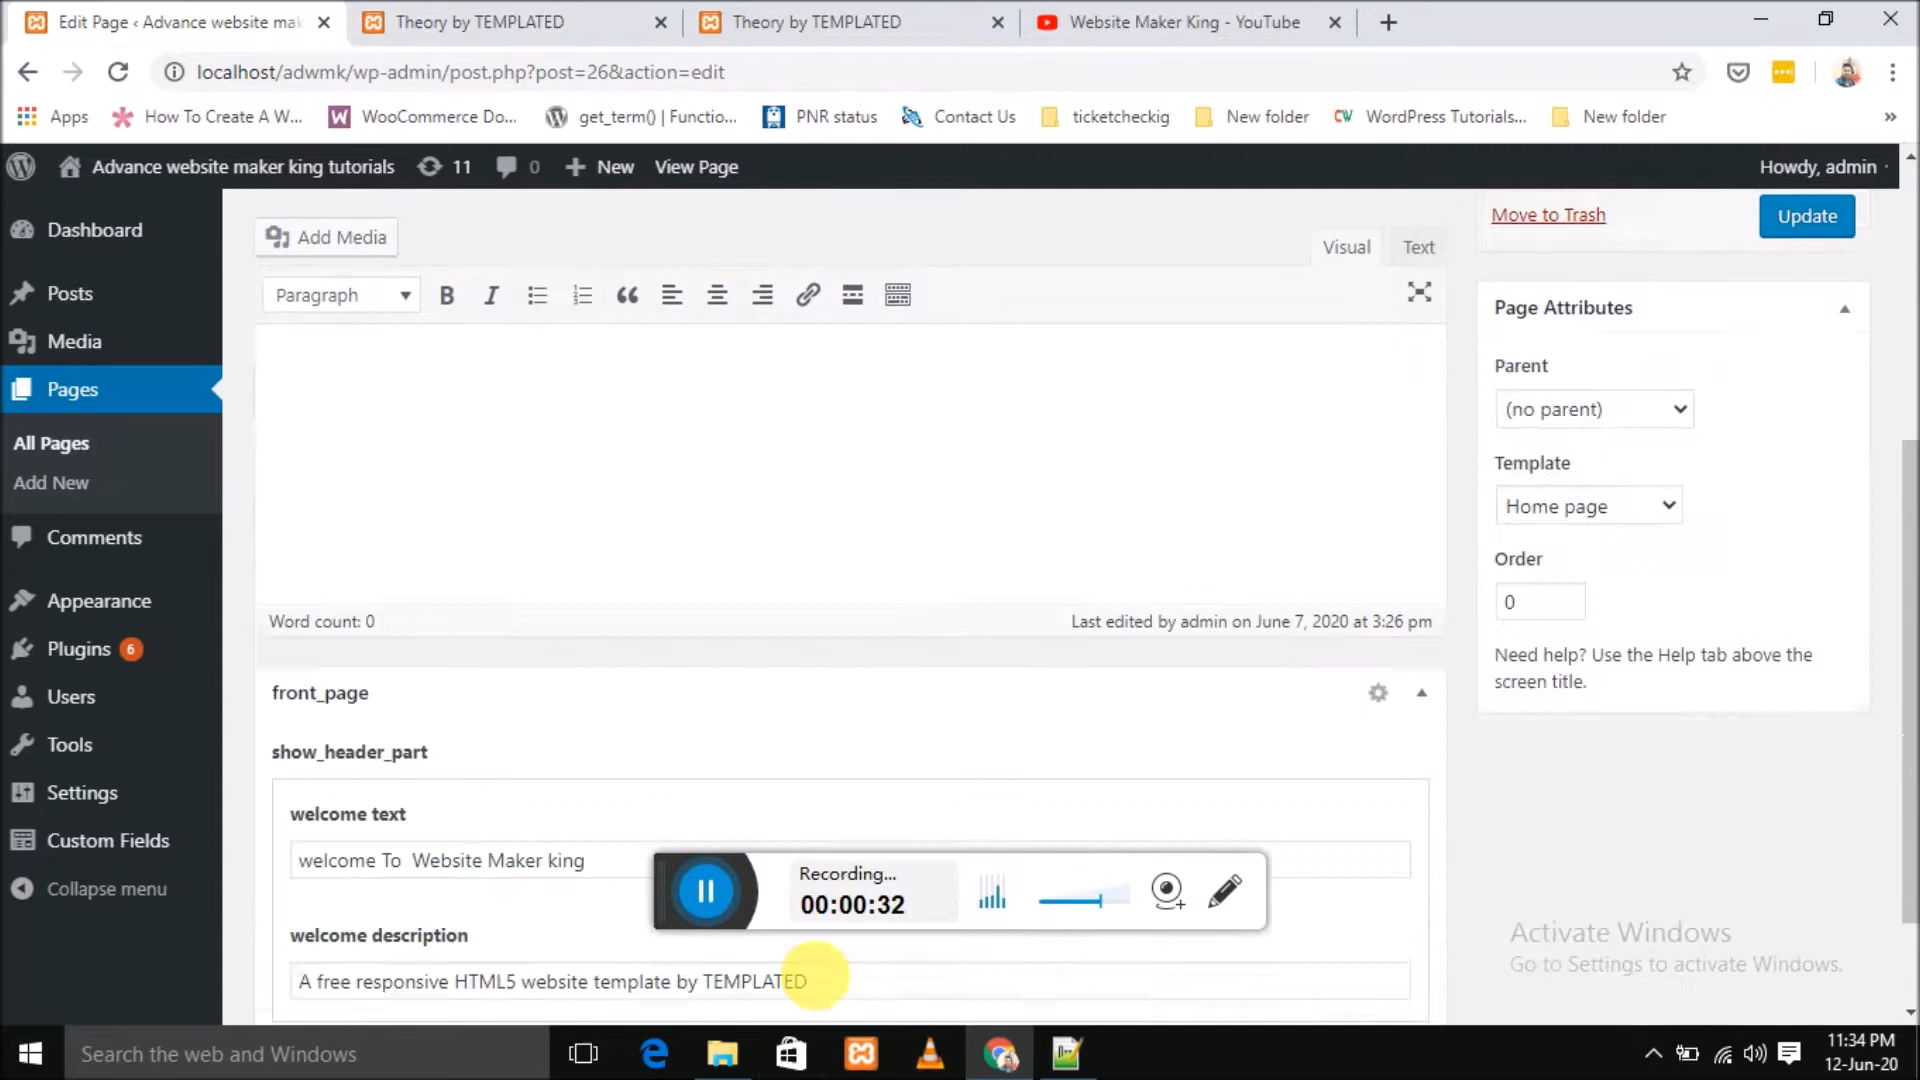 Edit Page ‹ Advance website mak
Theory by TEMPLATED
Theory by TEMPLATED
Website Maker King - YouTube
localhost/adwmk/wp-admin/post.php?post=26&action=edit
Apps
How To Create A W...
WooCommerce Do...
get_term() | Functio...
PNR status
Contact Us
ticketcheckig
New folder
WordPress Tutorials...
New folder
»
Advance website maker king tutorials
11
0
New
View Page
Howdy, admin
Dashboard
Posts
Media
Pages
All Pages
Add New
Comments
Appearance
Plugins 6
Users
Tools
Settings
Custom Fields
Collapse menu
Add Media
Visual
Text
Paragraph
B
I
Word count: 0
Last edited by admin on June 7, 2020 at 3:26 pm
front_page
show_header_part
welcome text
welcome To Website Maker king
welcome description
A free responsive HTML5 website template by TEMPLATED
Recording...
00:00:32
Move to Trash
Update
Page Attributes
Parent
(no parent)
Template
Home page
Order
0
Need help? Use the Help tab above the
screen title.
Activate Windows
Go to Settings to activate Windows.
Search the web and Windows
11:34 PM
12-Jun-20